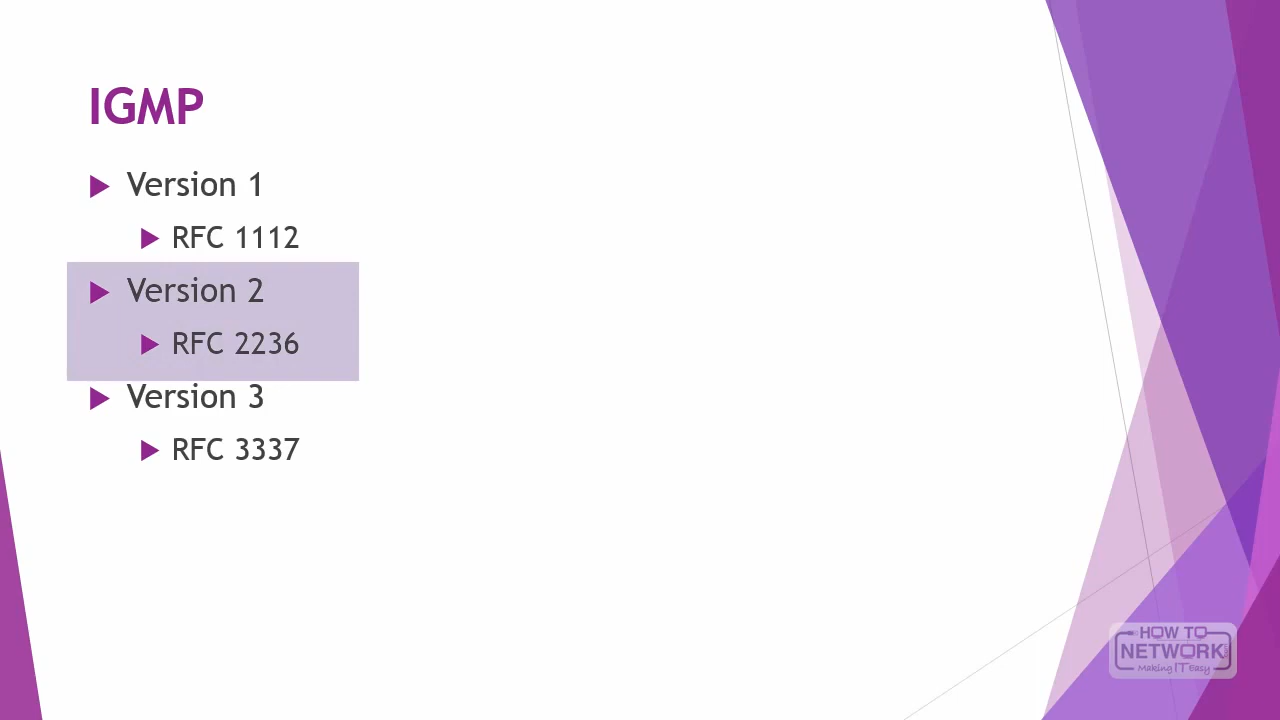 IGMP
Version 1
RFC 1112
Version 2
RFC 2236
Version 3
RFC 3337
HOW TO
NETWORK
Making IT Easy